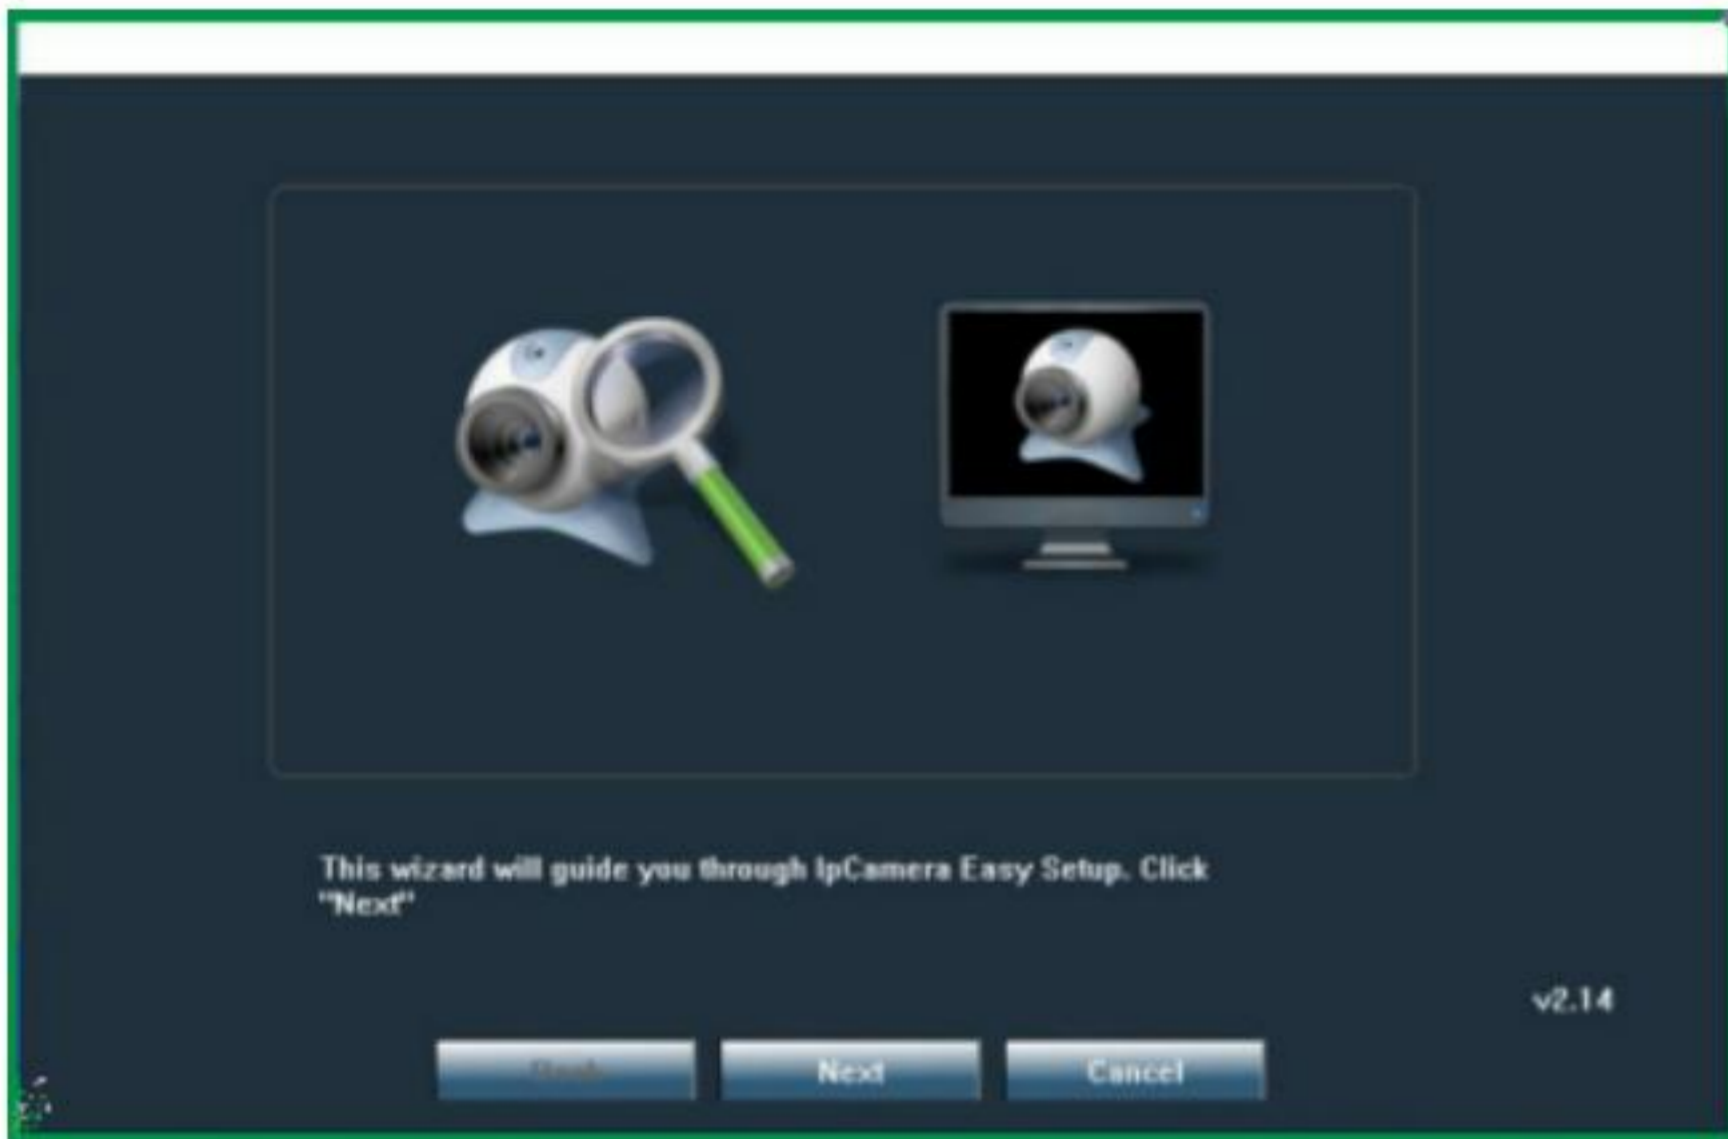 This wizard will guide you through IpCamera Easy Setup. Click
"Next"
v2.14
Next
Cancel